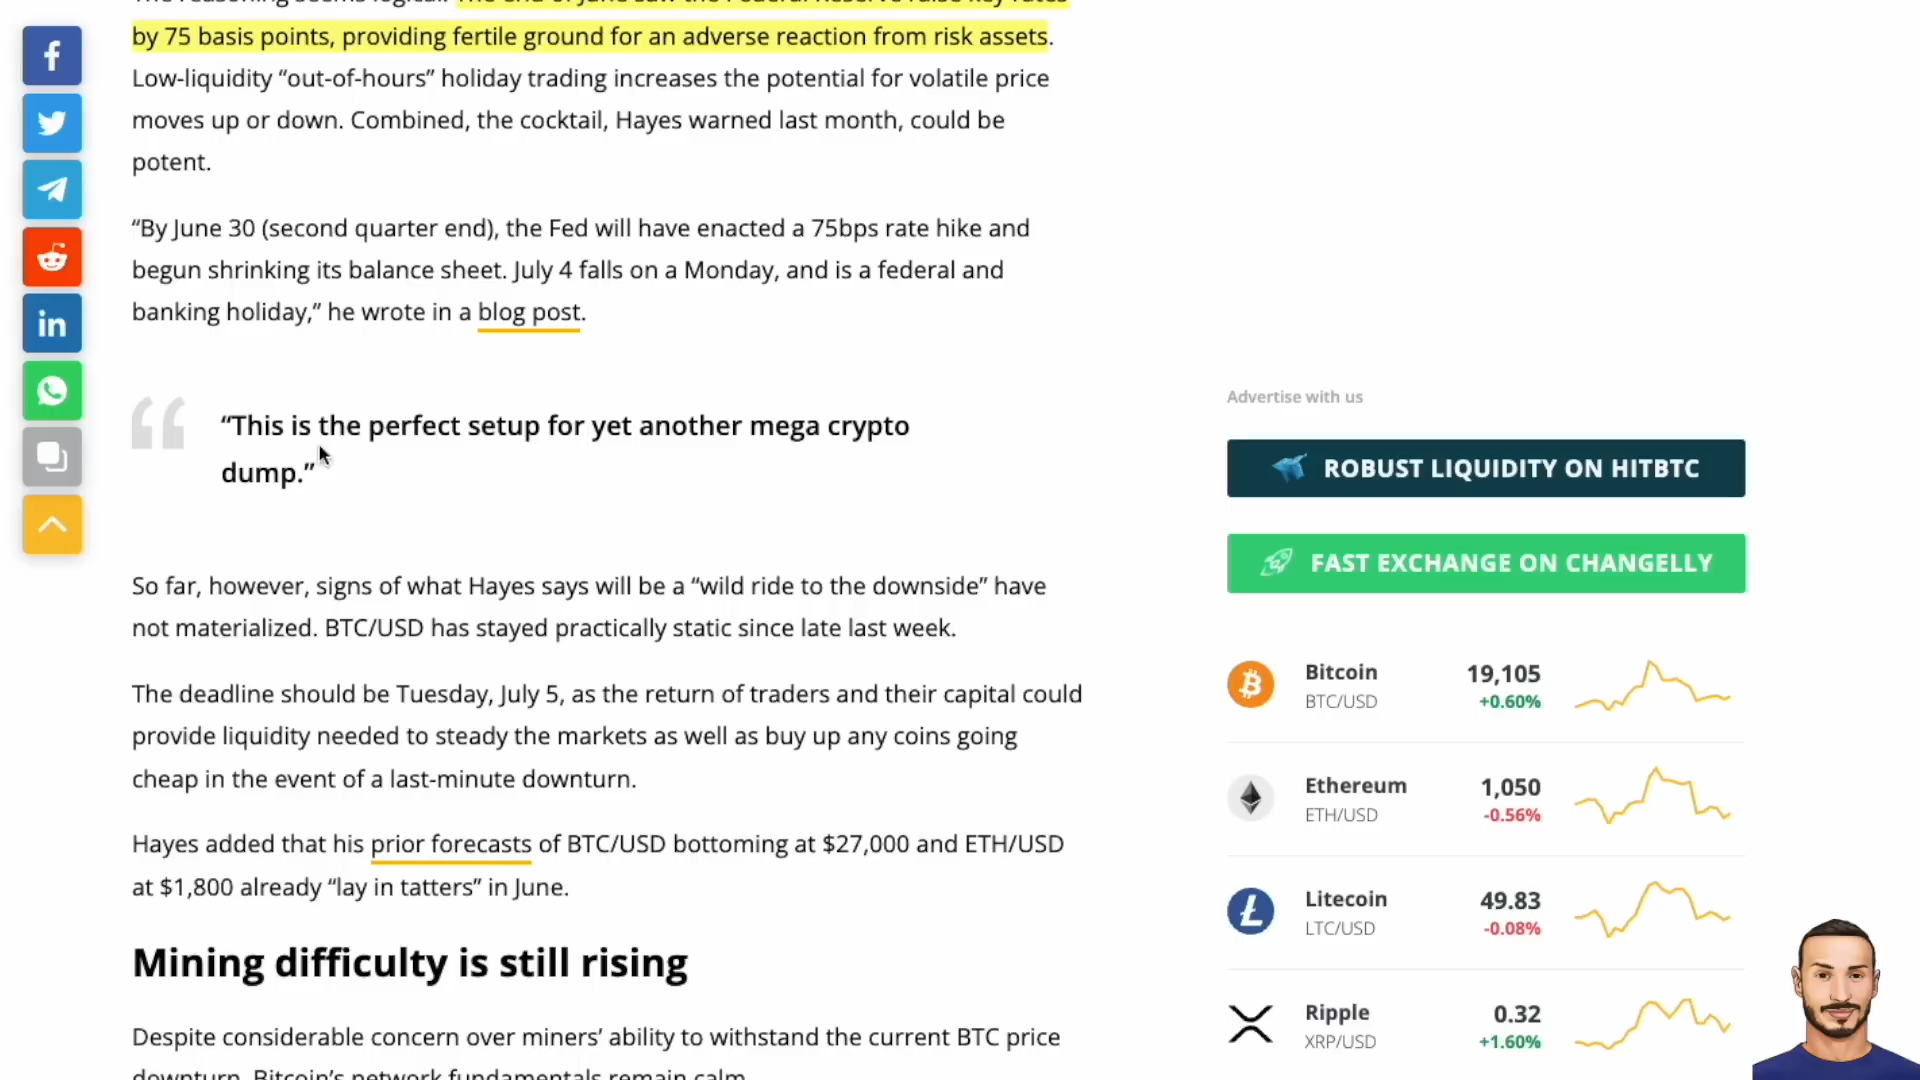 by 75 basis points, providing fertile ground for an adverse reaction from risk assets.
Low-liquidity “out-of-hours” holiday trading increases the potential for volatile price
moves up or down. Combined, the cocktail, Hayes warned last month, could be
potent.
“By June 30 (second quarter end), the Fed will have enacted a 75bps rate hike and
begun shrinking its balance sheet. July 4 falls on a Monday, and is a federal and
banking holiday,” he wrote in a blog post.
“This is the perfect setup for yet another mega crypto
dump.”
So far, however, signs of what Hayes says will be a “wild ride to the downside” have
not materialized. BTC/USD has stayed practically static since late last week.
The deadline should be Tuesday, July 5, as the return of traders and their capital could
provide liquidity needed to steady the markets as well as buy up any coins going
cheap in the event of a last-minute downturn.
Hayes added that his prior forecasts of BTC/USD bottoming at $27,000 and ETH/USD
at $1,800 already “lay in tatters” in June.
Mining difficulty is still rising
Despite considerable concern over miners’ ability to withstand the current BTC price
downturn, Bitcoin’s network fundamentals remain calm.
Advertise with us
ROBUST LIQUIDITY ON HITBTC
FAST EXCHANGE ON CHANGELLY
Bitcoin 19,105
BTC/USD +0.60%
Ethereum 1,050
ETH/USD -0.56%
Litecoin 49.83
LTC/USD -0.08%
Ripple 0.32
XRP/USD +1.60%